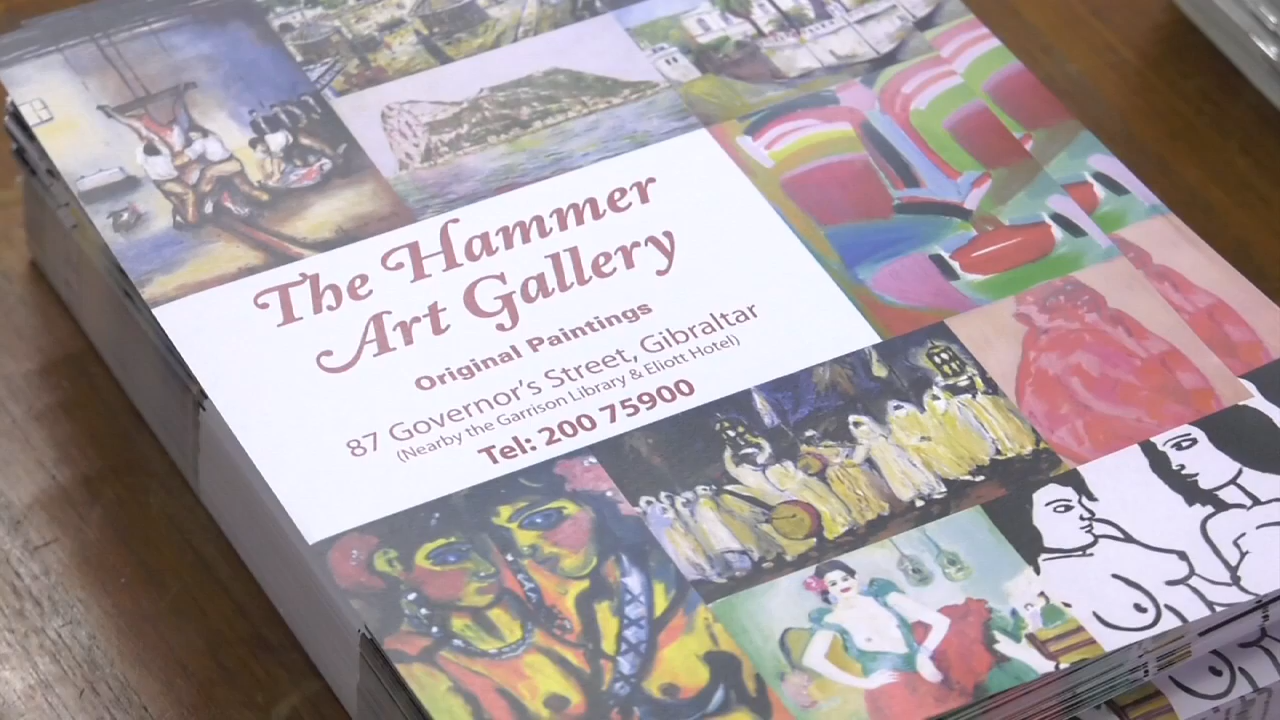 The Hammer
Art Gallery
Original Paintings
87 Governor's Street, Gibraltar
(Nearby the Garrison Library & Eliott Hotel)
Tel: 200 75900